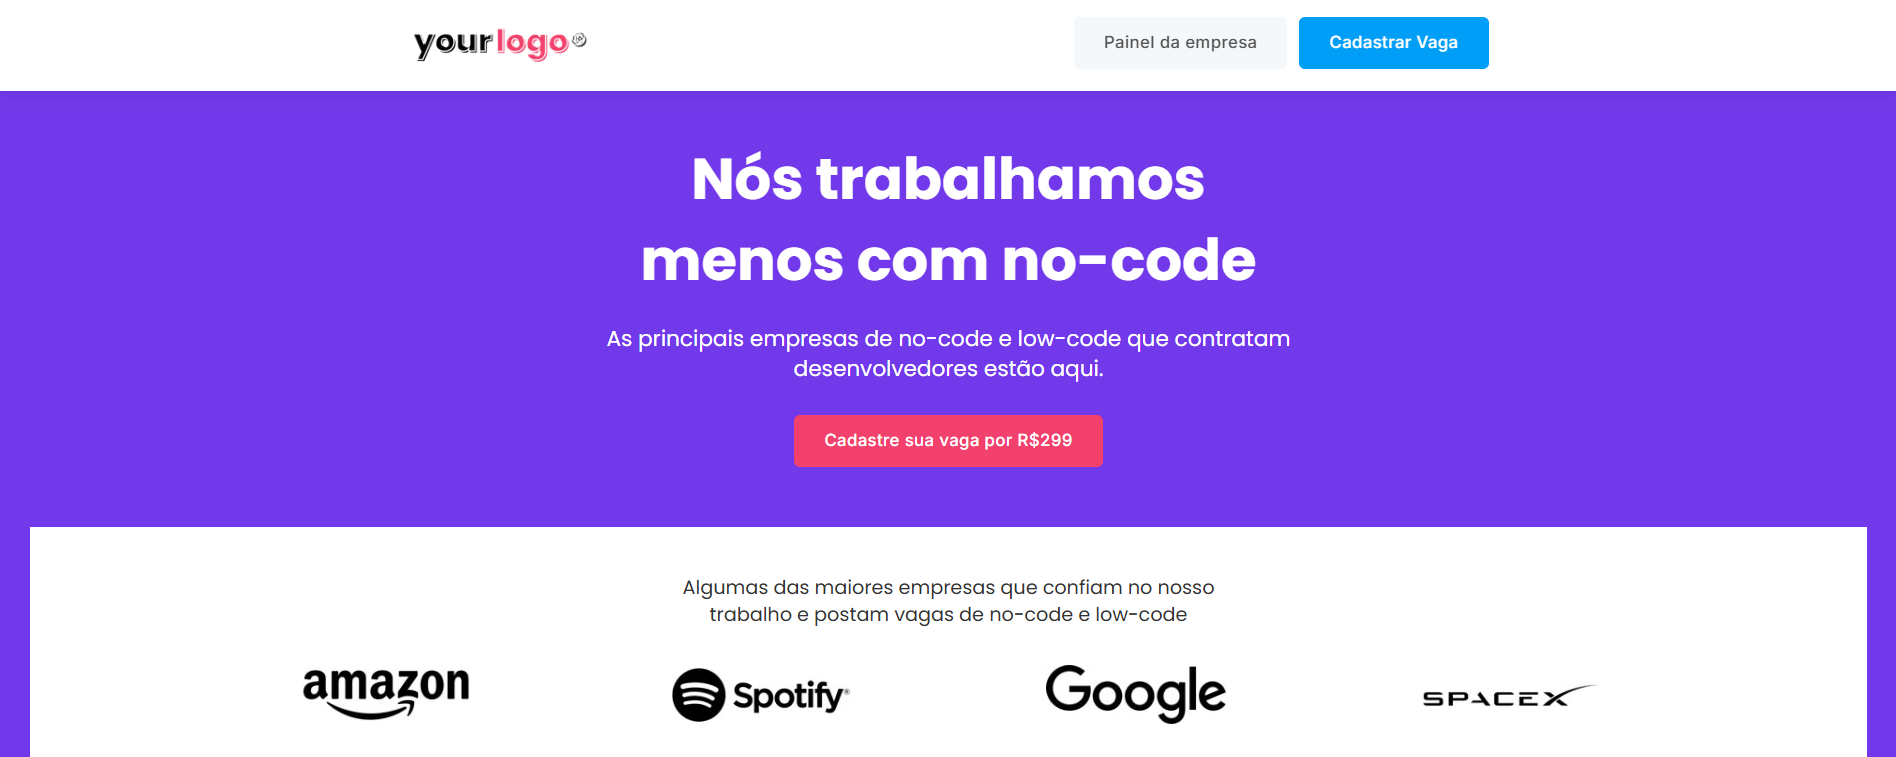 yourlogo
Painel da empresa
Cadastrar Vaga
Nós trabalhamos
menos com no-code
As principais empresas de no-code e low-code que contratam
desenvolvedores estão aqui.
Cadastre sua vaga por R$299
Algumas das maiores empresas que confiam no nosso
trabalho e postam vagas de no-code e low-code
amazon
Spotify®
Google
SPACEX